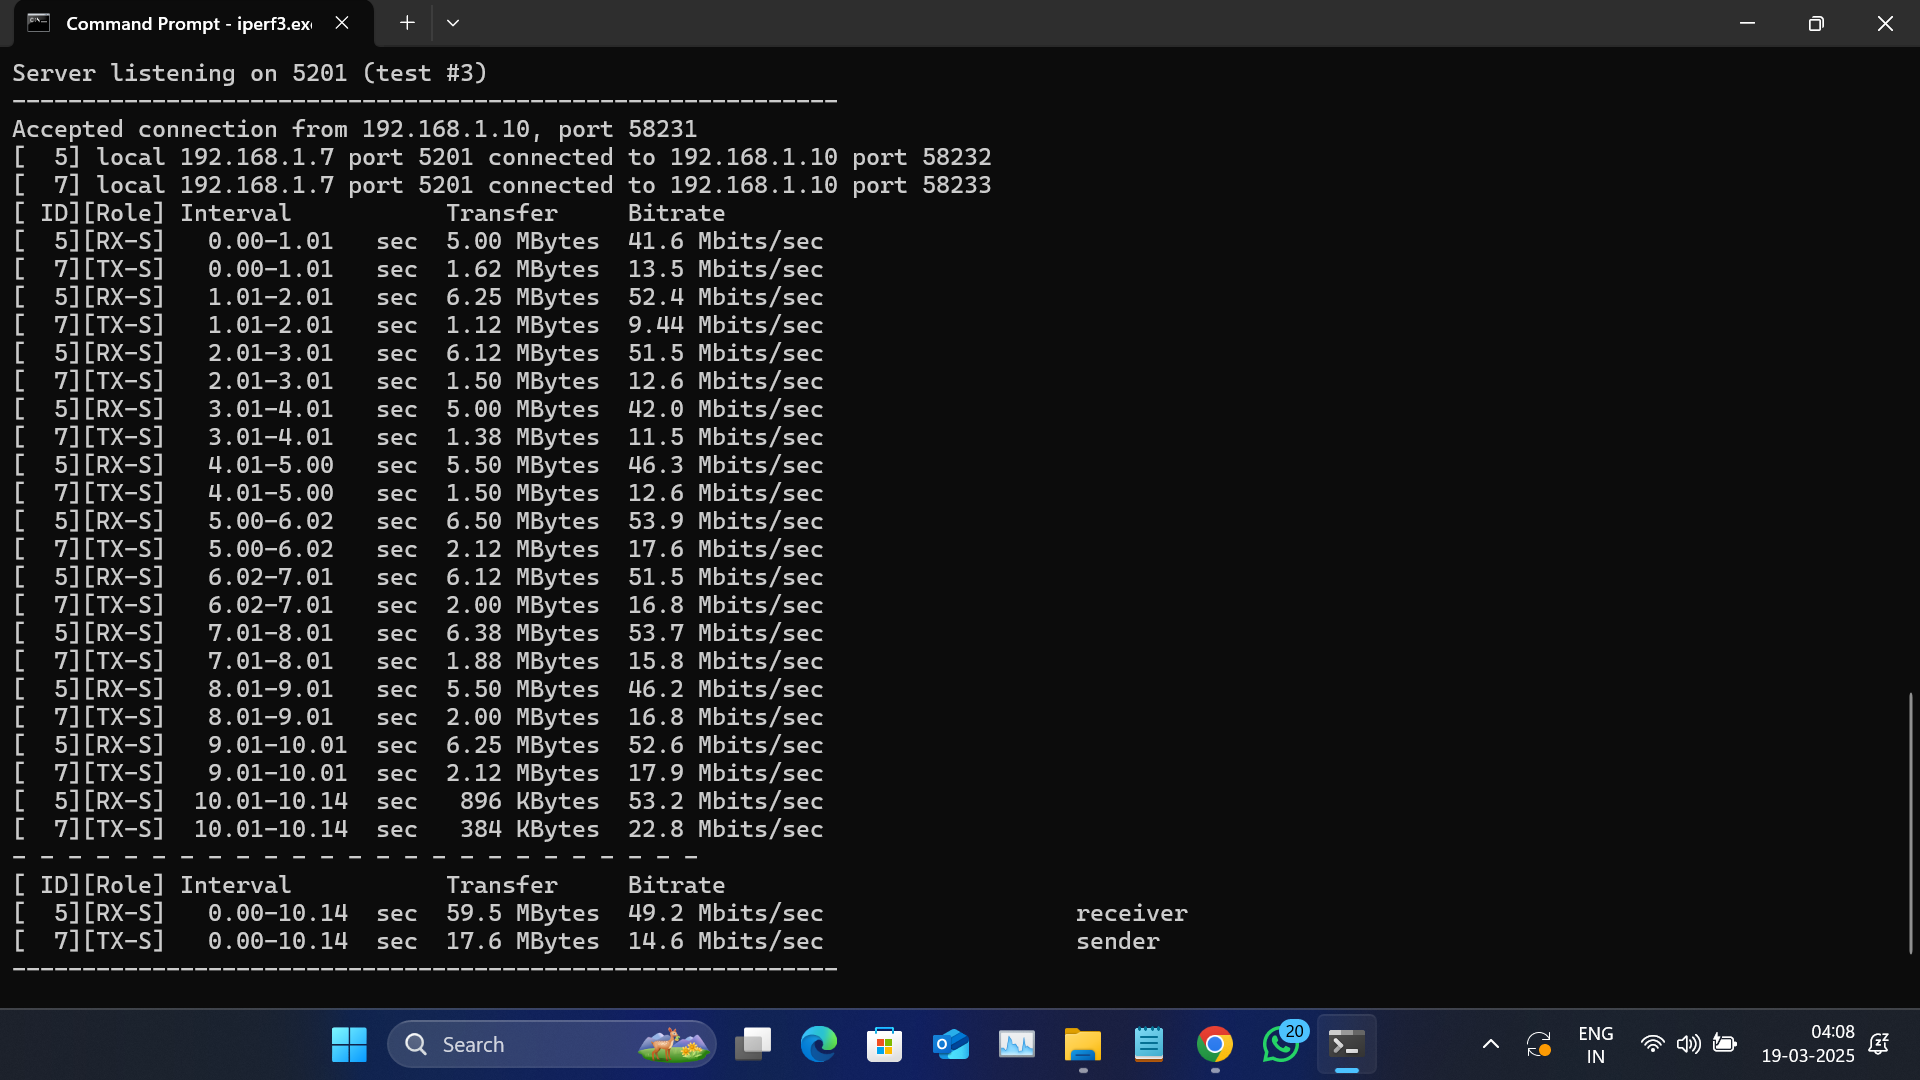 Command Prompt - iperf3.ex
Server listening on 5201 (test #3)
-----------------------------------------------------------
Accepted connection from 192.168.1.10, port 58231
[  5] local 192.168.1.7 port 5201 connected to 192.168.1.10 port 58232
[  7] local 192.168.1.7 port 5201 connected to 192.168.1.10 port 58233
[ ID][Role] Interval           Transfer     Bitrate
[  5][RX-S]   0.00-1.01   sec  5.00 MBytes  41.6 Mbits/sec
[  7][TX-S]   0.00-1.01   sec  1.62 MBytes  13.5 Mbits/sec
[  5][RX-S]   1.01-2.01   sec  6.25 MBytes  52.4 Mbits/sec
[  7][TX-S]   1.01-2.01   sec  1.12 MBytes  9.44 Mbits/sec
[  5][RX-S]   2.01-3.01   sec  6.12 MBytes  51.5 Mbits/sec
[  7][TX-S]   2.01-3.01   sec  1.50 MBytes  12.6 Mbits/sec
[  5][RX-S]   3.01-4.01   sec  5.00 MBytes  42.0 Mbits/sec
[  7][TX-S]   3.01-4.01   sec  1.38 MBytes  11.5 Mbits/sec
[  5][RX-S]   4.01-5.00   sec  5.50 MBytes  46.3 Mbits/sec
[  7][TX-S]   4.01-5.00   sec  1.50 MBytes  12.6 Mbits/sec
[  5][RX-S]   5.00-6.02   sec  6.50 MBytes  53.9 Mbits/sec
[  7][TX-S]   5.00-6.02   sec  2.12 MBytes  17.6 Mbits/sec
[  5][RX-S]   6.02-7.01   sec  6.12 MBytes  51.5 Mbits/sec
[  7][TX-S]   6.02-7.01   sec  2.00 MBytes  16.8 Mbits/sec
[  5][RX-S]   7.01-8.01   sec  6.38 MBytes  53.7 Mbits/sec
[  7][TX-S]   7.01-8.01   sec  1.88 MBytes  15.8 Mbits/sec
[  5][RX-S]   8.01-9.01   sec  5.50 MBytes  46.2 Mbits/sec
[  7][TX-S]   8.01-9.01   sec  2.00 MBytes  16.8 Mbits/sec
[  5][RX-S]   9.01-10.01  sec  6.25 MBytes  52.6 Mbits/sec
[  7][TX-S]   9.01-10.01  sec  2.12 MBytes  17.9 Mbits/sec
[  5][RX-S]  10.01-10.14  sec   896 KBytes  53.2 Mbits/sec
[  7][TX-S]  10.01-10.14  sec   384 KBytes  22.8 Mbits/sec
- - - - - - - - - - - - - - - - - - - - - - - - -
[ ID][Role] Interval           Transfer     Bitrate
[  5][RX-S]   0.00-10.14  sec  59.5 MBytes  49.2 Mbits/sec                  receiver
[  7][TX-S]   0.00-10.14  sec  17.6 MBytes  14.6 Mbits/sec                  sender
-----------------------------------------------------------
Search
20
ENG
IN
04:08
19-03-2025